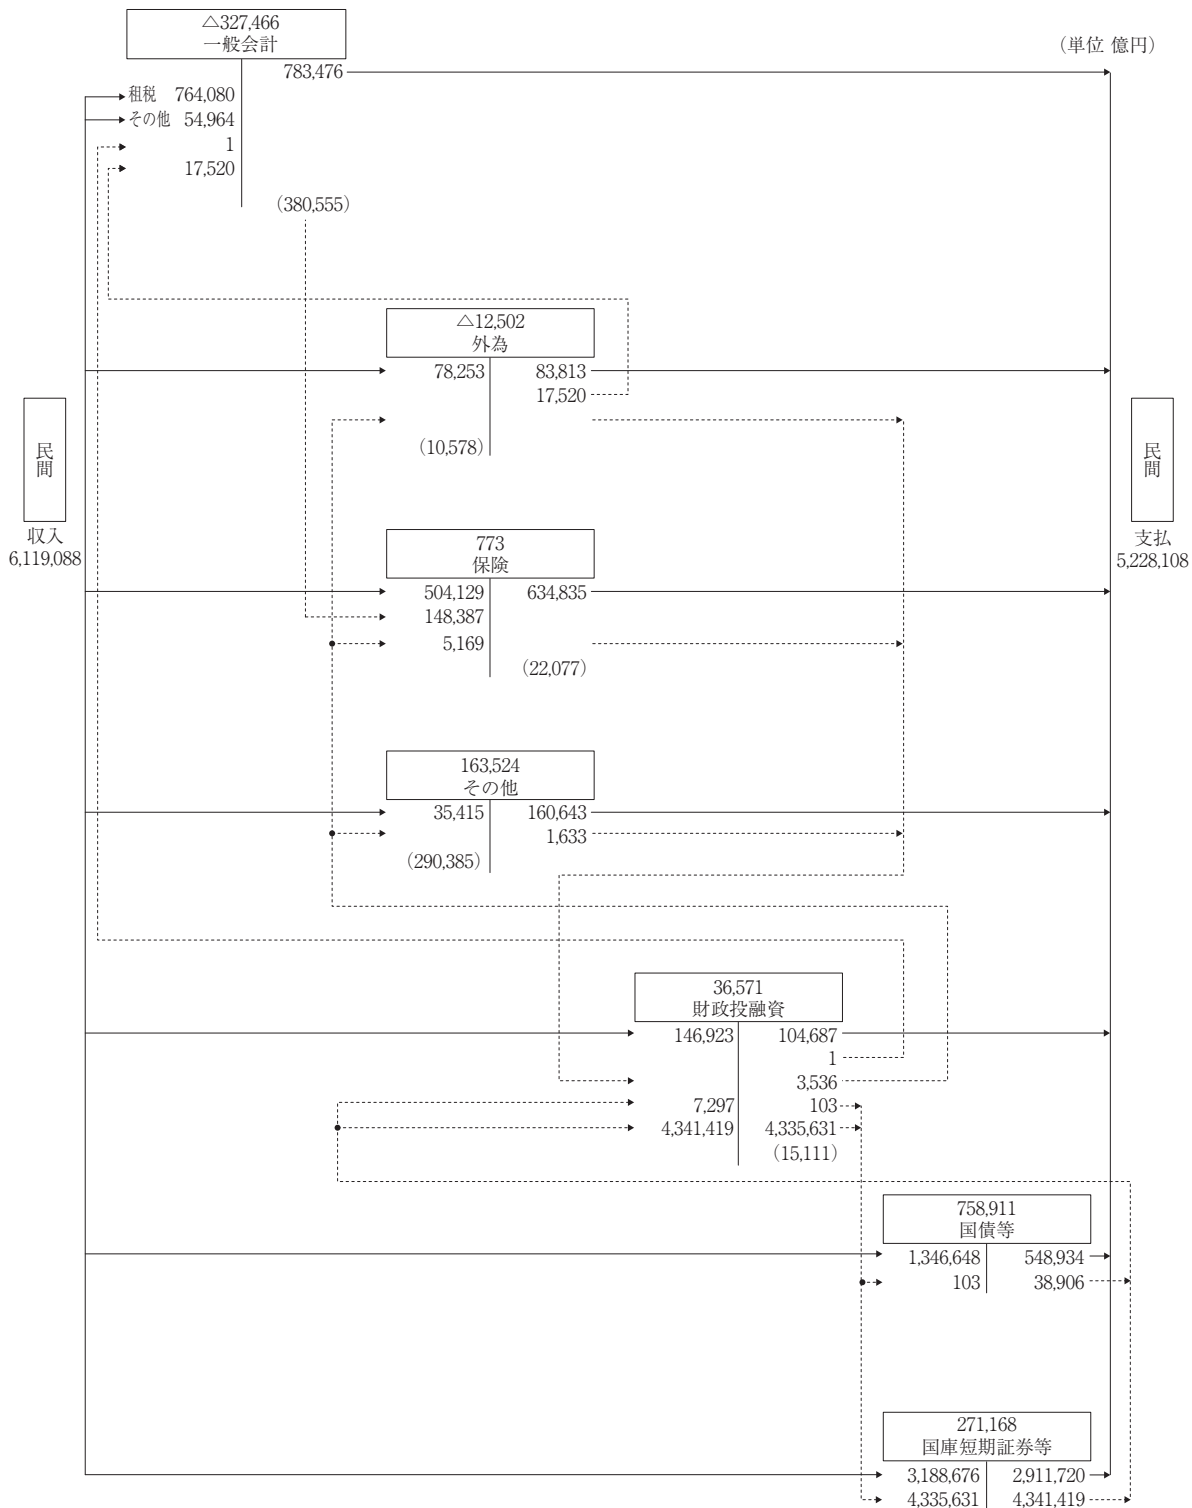 △327,466
一般会計
（単位 億円）
783,476
租税 764,080
その他 54,964
1
17,520
（380,555）
△12,502
外為
78,253 83,813
17,520
（10,578）
民間
収入
6,119,088
民間
支払
5,228,108
773
保険
504,129 634,835
148,387
5,169
（22,077）
163,524
その他
35,415 160,643
1,633
（290,385）
36,571
財政投融資
146,923 104,687
1
3,536
7,297 103
4,341,419 4,335,631
（15,111）
758,911
国債等
1,346,648 548,934
103 38,906
271,168
国庫短期証券等
3,188,676 2,911,720
4,335,631 4,341,419